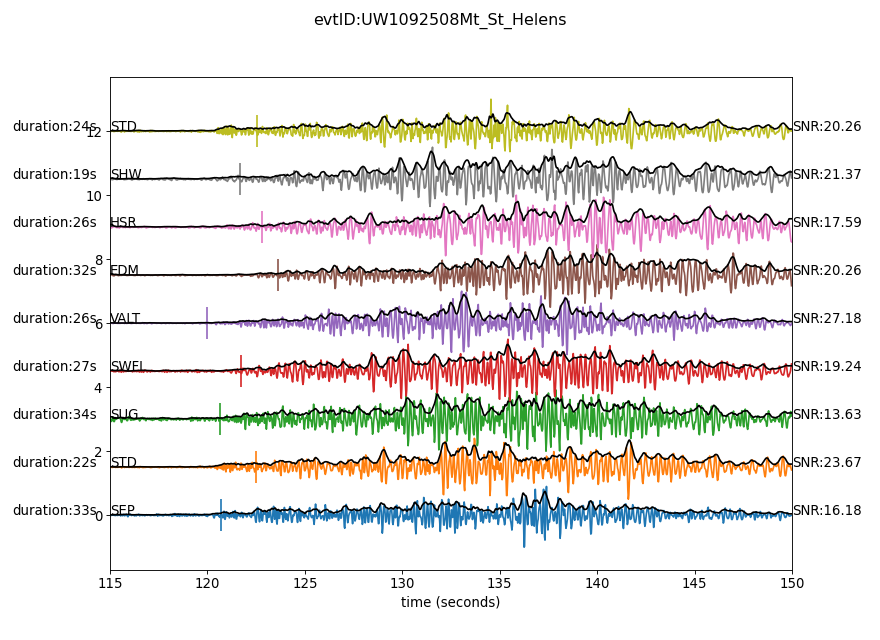 evtID:UW1092508Mt_St_Helens
duration:24s STD SNR:20.26
12
duration:19s SHW SNR:21.37
10
duration:26s HSR SNR:17.59
8
duration:32s EDM SNR:20.26
duration:26s VALT SNR:27.18
6
duration:27s SWFL SNR:19.24
4
duration:34s SUG SNR:13.63
2
duration:22s STD SNR:23.67
duration:33s SEP SNR:16.18
0
115 120 125 130 135 140 145 150
time (seconds)